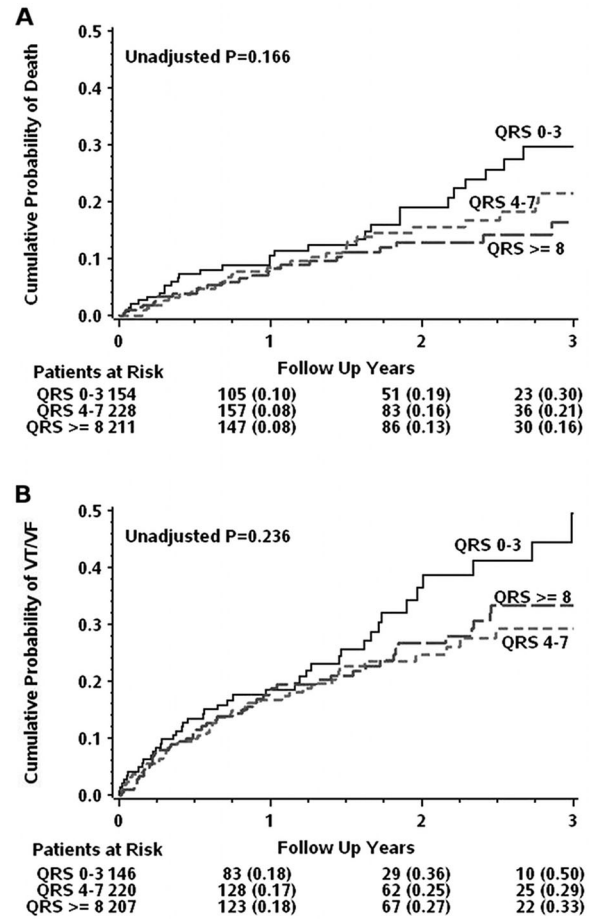 A
Cumulative Probability of Death
0.5
0.4
0.3
0.2
0.1
0.0
Unadjusted P=0.166
QRS 0-3
QRS 4-7
QRS >= 8
0 1 2 3
Follow Up Years
Patients at Risk
QRS 0-3 154 105 (0.10) 51 (0.19) 23 (0.30)
QRS 4-7 228 157 (0.08) 83 (0.16) 36 (0.21)
QRS >= 8 211 147 (0.08) 86 (0.13) 30 (0.16)
B
Cumulative Probability of VT/VF
0.5
0.4
0.3
0.2
0.1
0.0
Unadjusted P=0.236
QRS 0-3
QRS >= 8
QRS 4-7
0 1 2 3
Follow Up Years
Patients at Risk
QRS 0-3 146 83 (0.18) 29 (0.36) 10 (0.50)
QRS 4-7 220 128 (0.17) 62 (0.25) 25 (0.29)
QRS >= 8 207 123 (0.18) 67 (0.27) 22 (0.33)